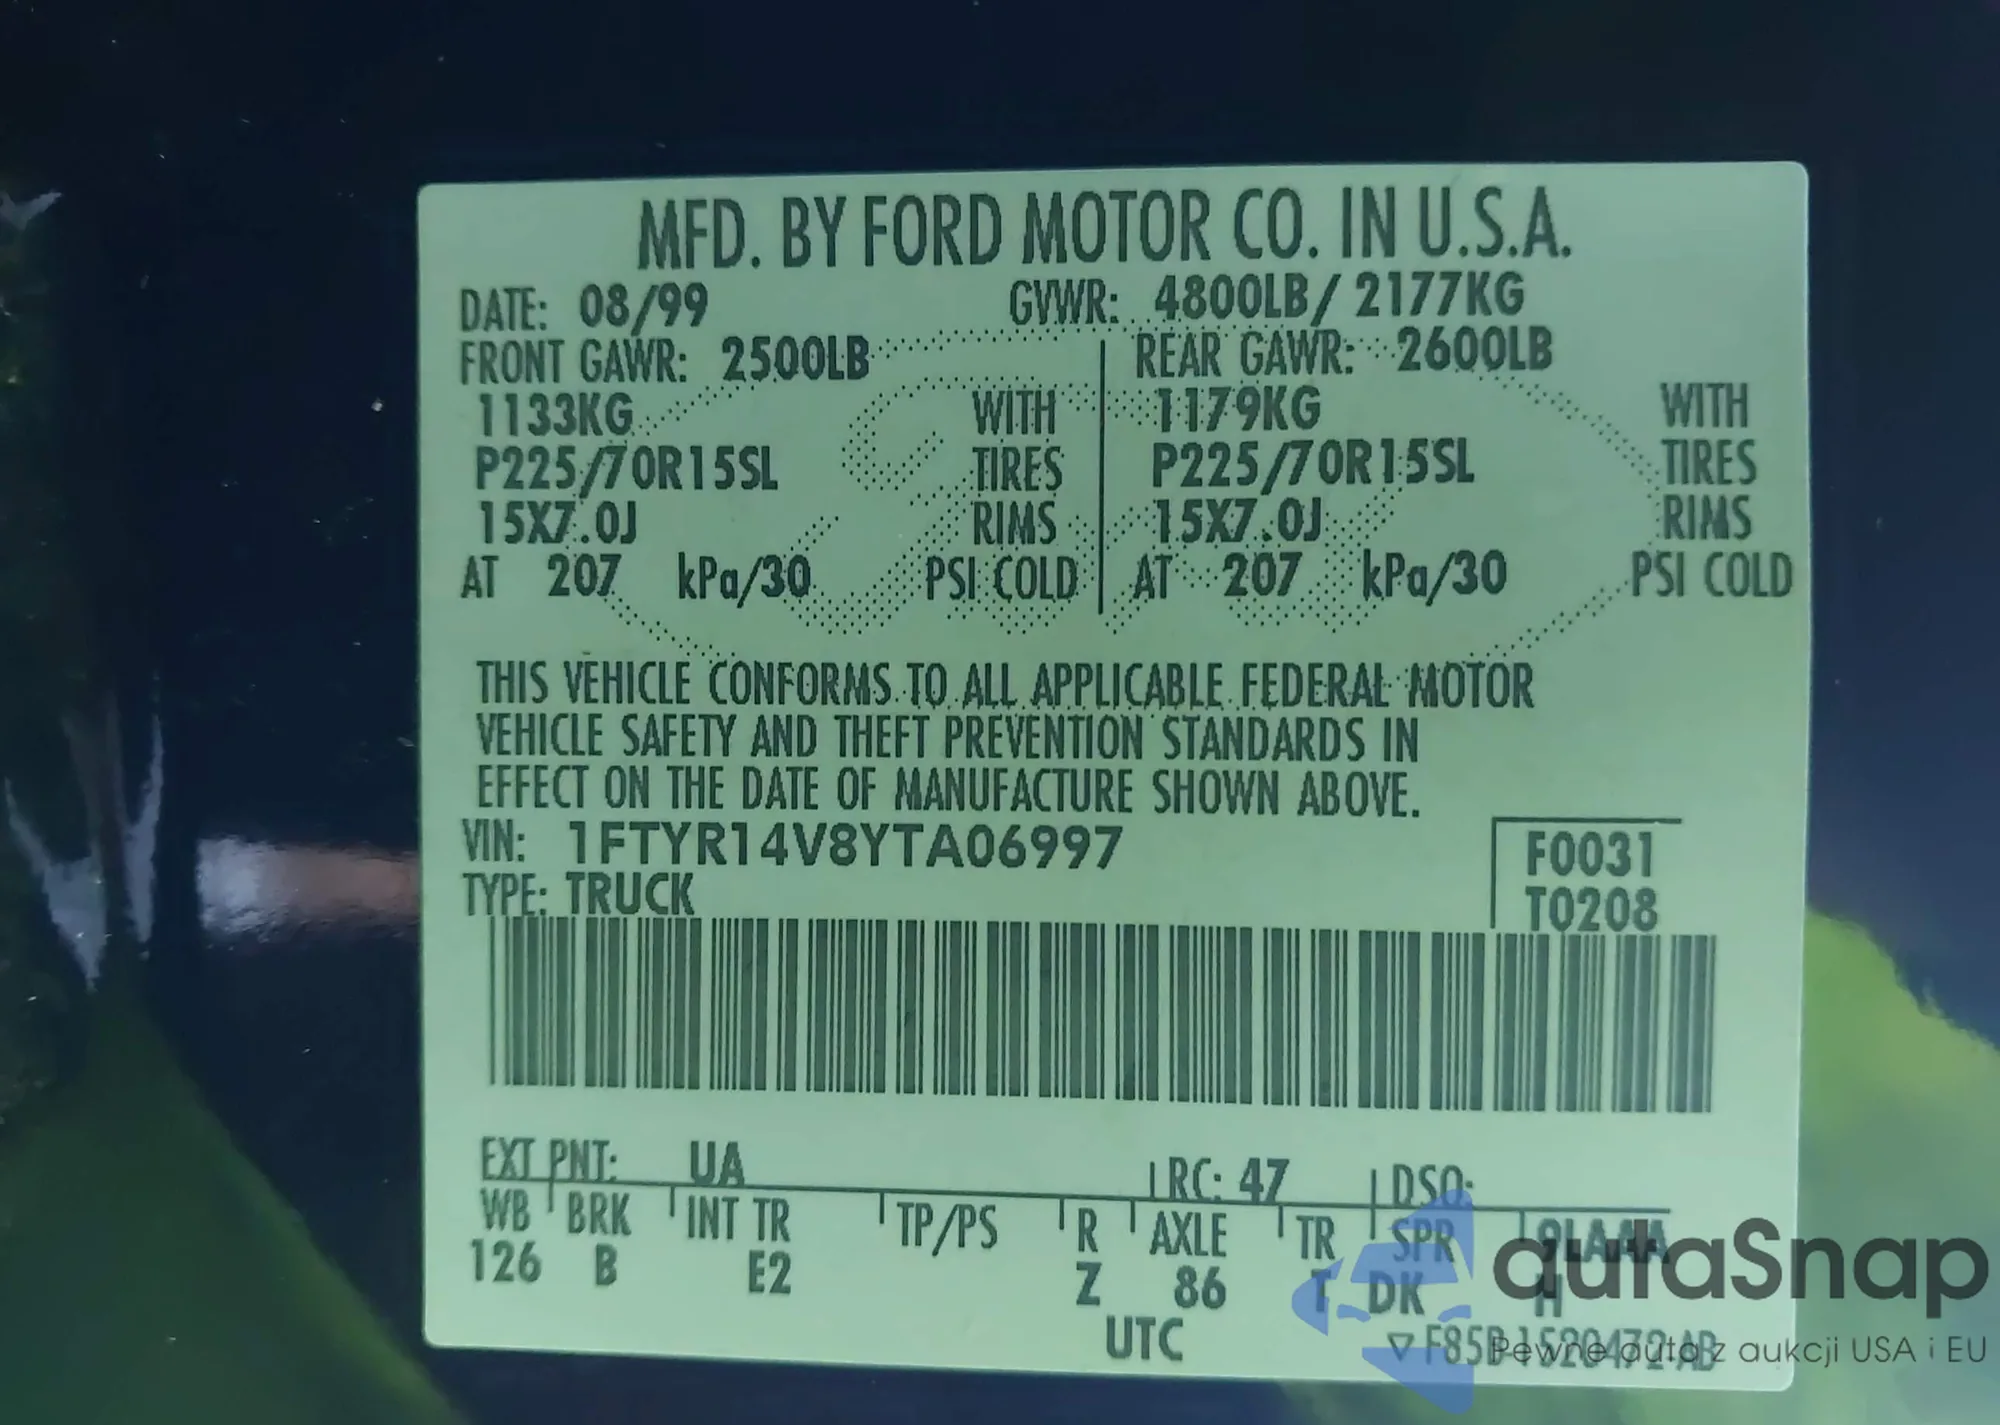 MFD. BY FORD MOTOR CO. IN U.S.A.
DATE: 08/99 GVWR: 4800LB/ 2177KG
FRONT GAWR: 2500LB REAR GAWR: 2600LB
1133KG WITH 1179KG WITH
P225/70R15SL TIRES P225/70R15SL TIRES
15X7.0J RIMS 15X7.0J RIMS
AT 207 kPa/30 PSI COLD AT 207 kPa/30 PSI COLD
THIS VEHICLE CONFORMS TO ALL APPLICABLE FEDERAL MOTOR
VEHICLE SAFETY AND THEFT PREVENTION STANDARDS IN
EFFECT ON THE DATE OF MANUFACTURE SHOWN ABOVE.
VIN: 1FTYR14V8YTA06997 F0031
TYPE: TRUCK T0208
EXT PNT: UA RC: 47 DSO:
WB BRK INT TR TP/PS R AXLE TR SPR
126 B E2 Z 86 T DK H
UTC
autaSnap
Pewne auta z aukcji USA i EU